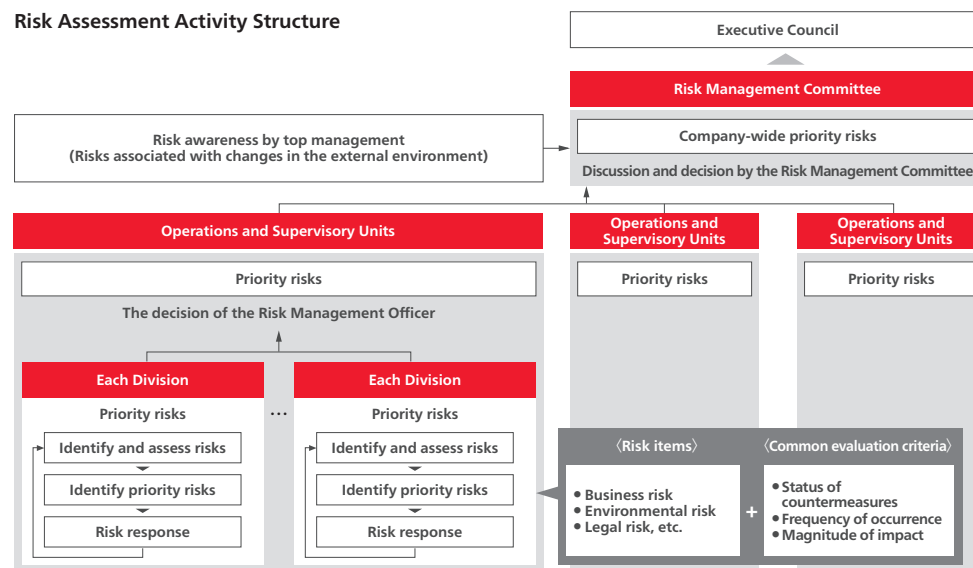 Risk Assessment Activity Structure
Executive Council
Risk Management Committee
Risk awareness by top management
(Risks associated with changes in the external environment)
Company-wide priority risks
Discussion and decision by the Risk Management Committee
Operations and Supervisory Units
Operations and
Supervisory Units
Operations and
Supervisory Units
Priority risks
Priority risks
Priority risks
The decision of the Risk Management Officer
Each Division
Each Division
Priority risks
…
Priority risks
Identify and assess risks
Identify priority risks
Risk response
Identify and assess risks
Identify priority risks
Risk response
〈Risk items〉
• Business risk
• Environmental risk
• Legal risk, etc.
+
〈Common evaluation criteria〉
• Status of
countermeasures
• Frequency of occurrence
• Magnitude of impact